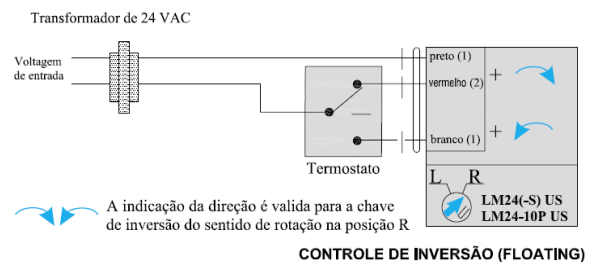 Transformador de 24 VAC
Voltagem
de entrada
preto (1)
+
vermelho (2)
+
branco (1)
Termostato
L R
LM24(-S) US
LM24-10P US
A indicação da direção é valida para a chave
de inversão do sentido de rotação na posição R
CONTROLE DE INVERSÃO (FLOATING)